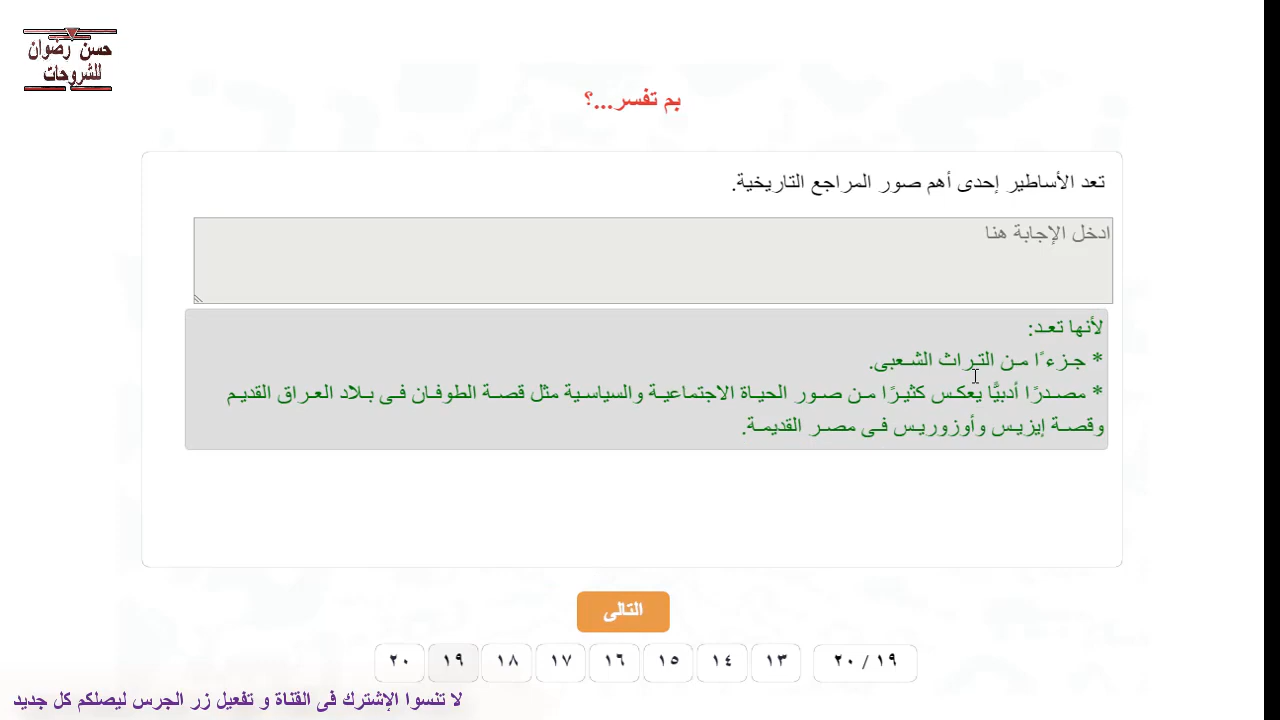 حسن رضوان
للشروحات
بم تفسر...؟
تعد الأساطير إحدى أهم صور المراجع التاريخية.
ادخل الإجابة هنا
لأنها تعد:
* جزءًا من التراث الشعبى.
* مصدرًا أدبيًّا يعكس كثيرًا من صور الحياة الاجتماعية والسياسية مثل قصة الطوفان فى بلاد العراق القديم
وقصة إيزيس وأوزوريس فى مصر القديمة.
التالى
١٩ / ٢٠ ١٣ ١٤ ١٥ ١٦ ١٧ ١٨ ١٩ ٢٠
لا تنسوا الإشترك فى القناة و تفعيل زر الجرس ليصلكم كل جديد